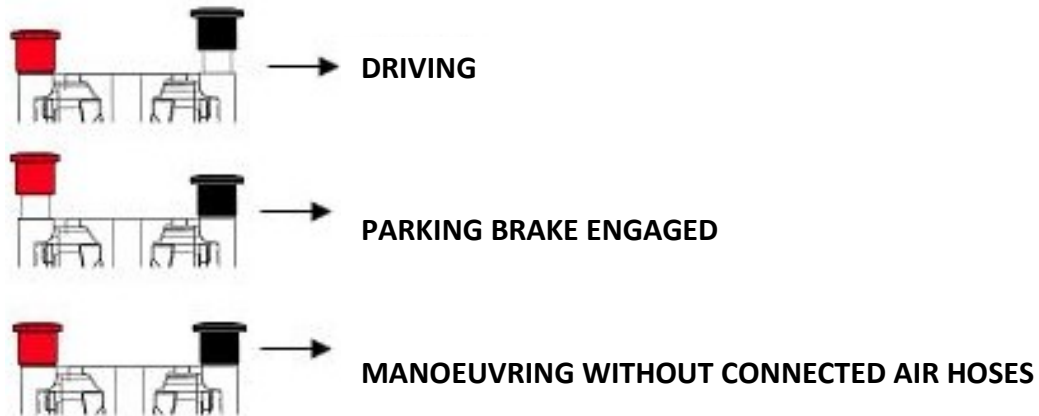 DRIVING
PARKING BRAKE ENGAGED
MANOEUVRING WITHOUT CONNECTED AIR HOSES